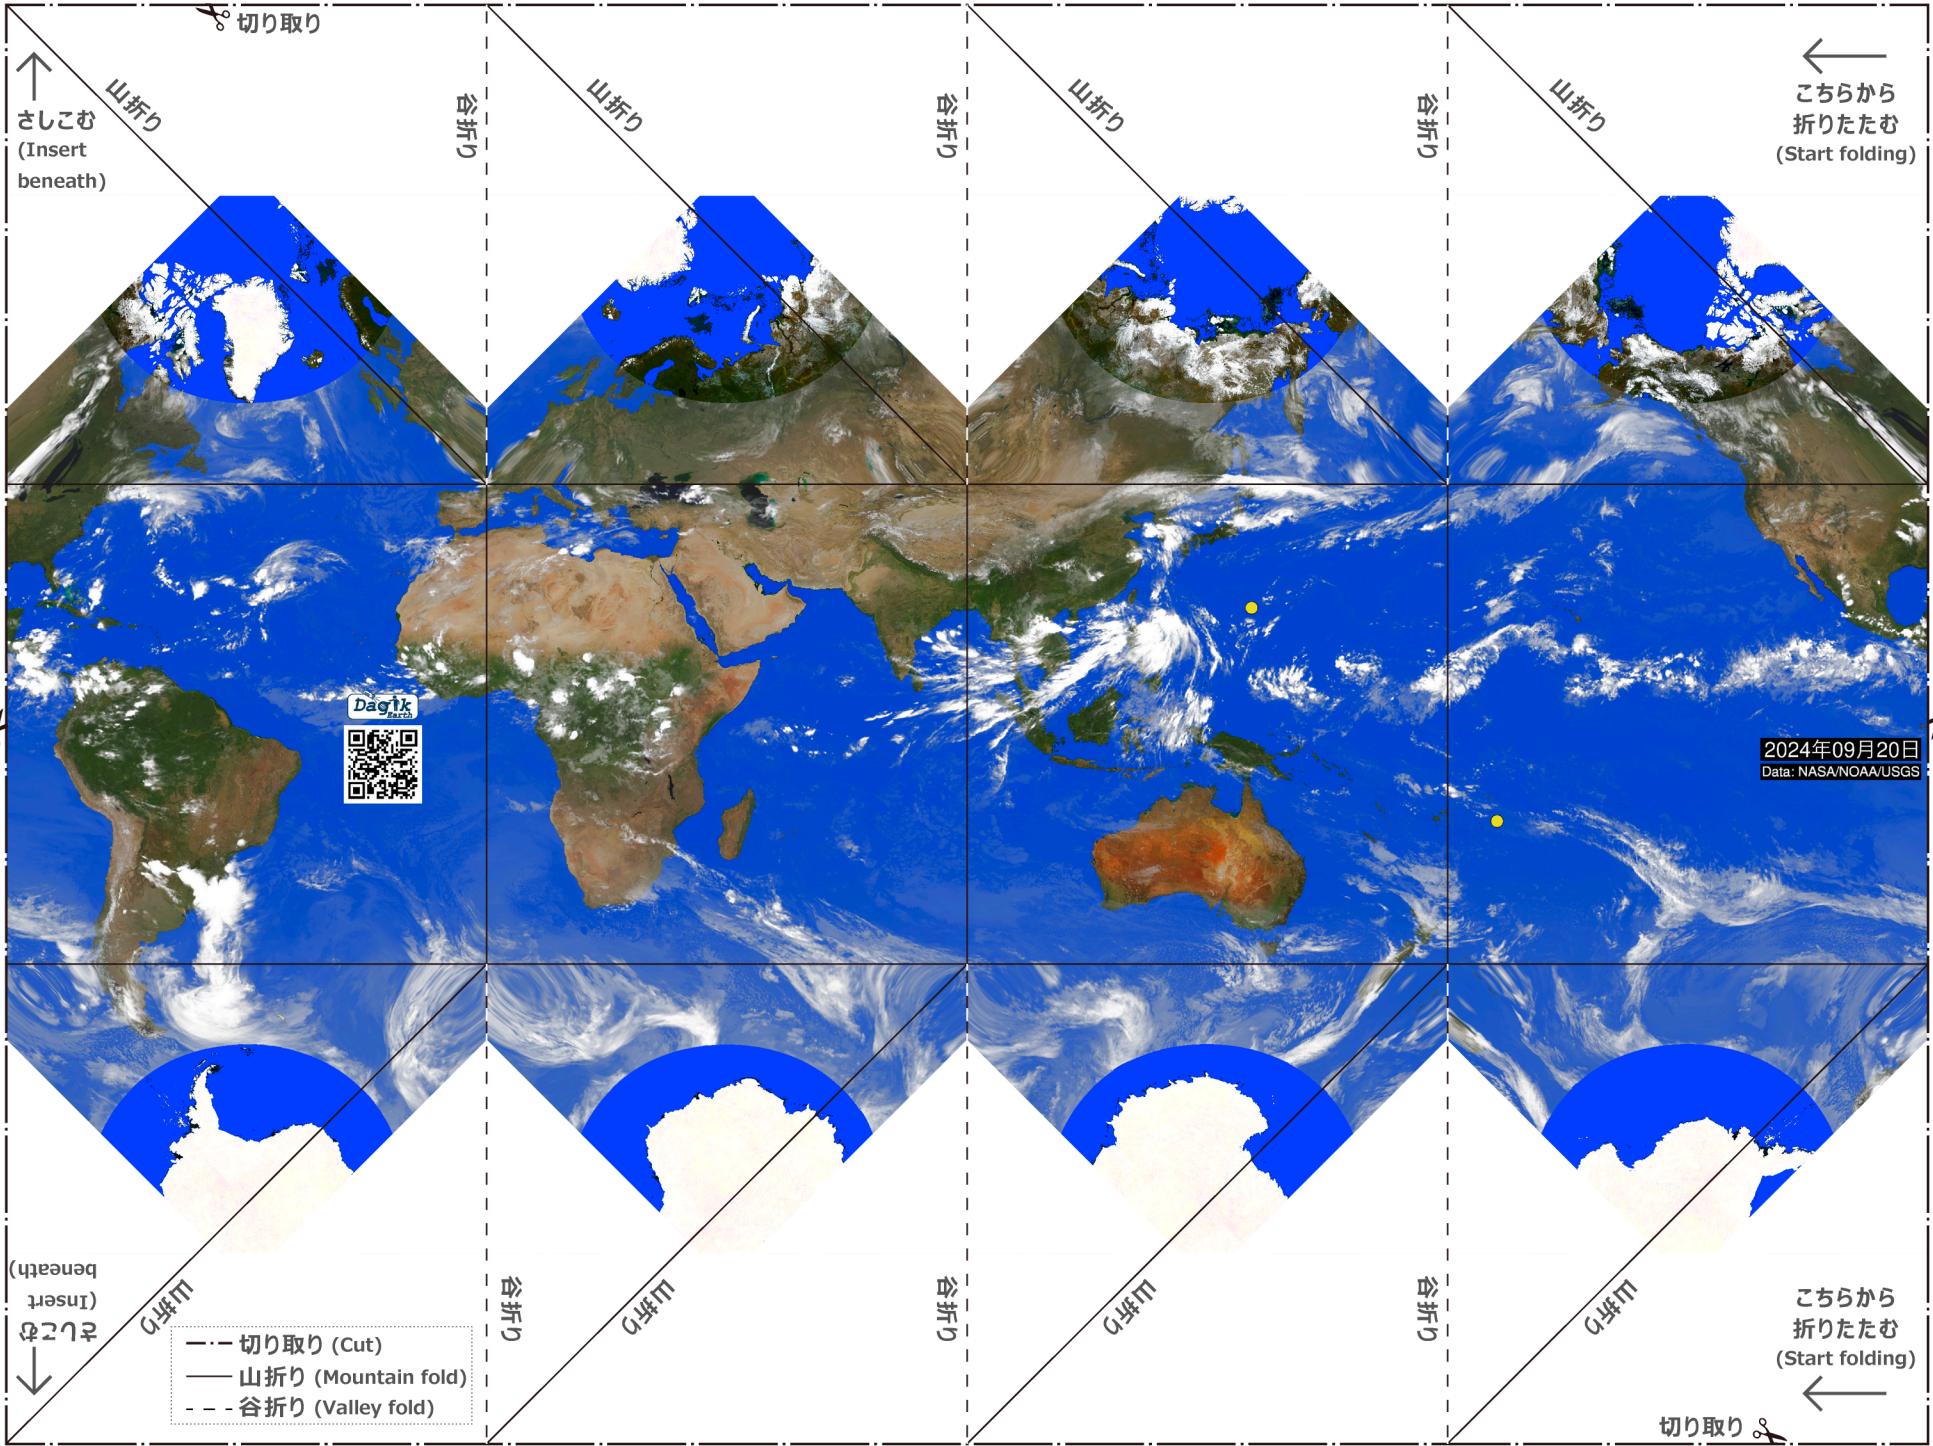 切り取り
山折り
谷折り
山折り
谷折り
山折り
谷折り
山折り
さしこむ
(Insert
beneath)
こちらから
折りたたむ
(Start folding)
Dagik
Earth
2024年09月20日
Data: NASA/NOAA/USGS
さしこむ
(Insert
beneath)
山折り
谷折り
山折り
谷折り
山折り
谷折り
山折り
こちらから
折りたたむ
(Start folding)
切り取り (Cut)
山折り (Mountain fold)
谷折り (Valley fold)
切り取り